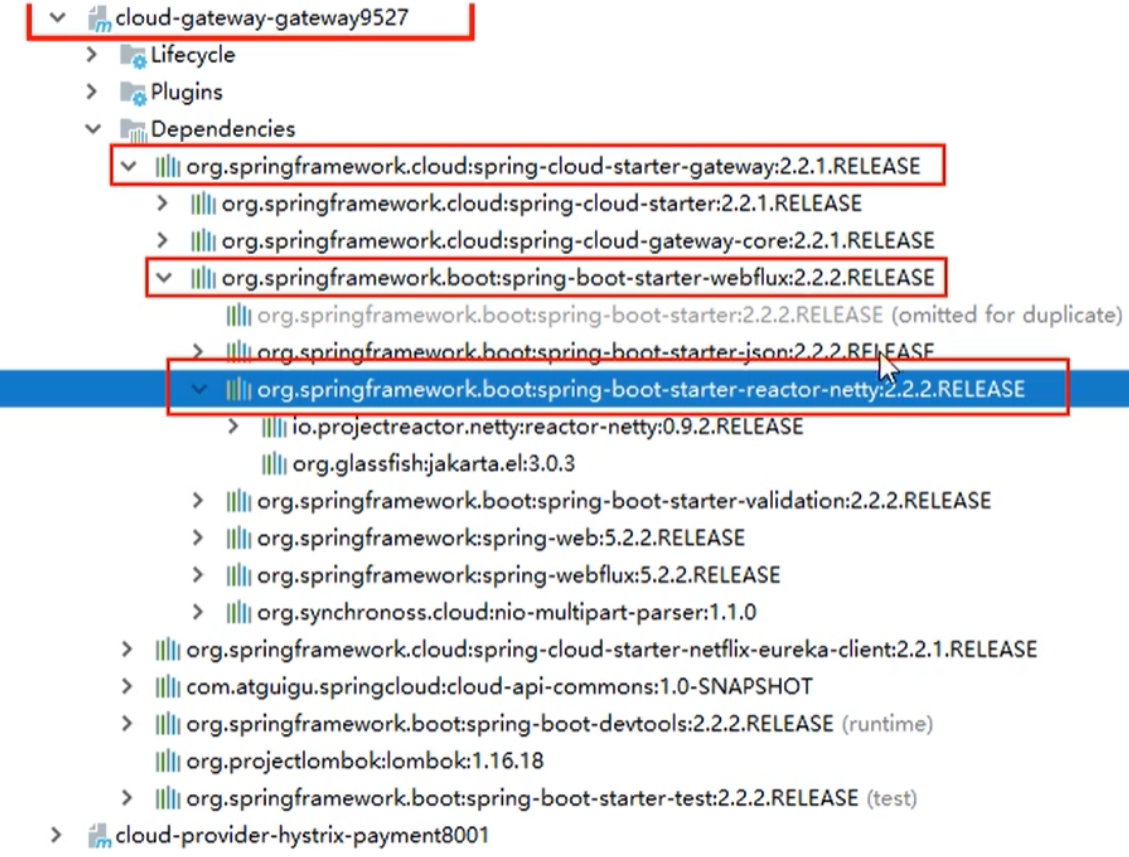 cloud-gateway-gateway9527
Lifecycle
Plugins
Dependencies
org.springframework.cloud:spring-cloud-starter-gateway:2.2.1.RELEASE
org.springframework.cloud:spring-cloud-starter:2.2.1.RELEASE
org.springframework.cloud:spring-cloud-gateway-core:2.2.1.RELEASE
org.springframework.boot:spring-boot-starter-webflux:2.2.2.RELEASE
org.springframework.boot:spring-boot-starter:2.2.2.RELEASE (omitted for duplicate)
org.springframework.boot:spring-boot-starter-json:2.2.2.RELEASE
org.springframework.boot:spring-boot-starter-reactor-netty:2.2.2.RELEASE
io.projectreactor.netty:reactor-netty:0.9.2.RELEASE
org.glassfish:jakarta.el:3.0.3
org.springframework.boot:spring-boot-starter-validation:2.2.2.RELEASE
org.springframework:spring-web:5.2.2.RELEASE
org.springframework:spring-webflux:5.2.2.RELEASE
org.synchronoss.cloud:nio-multipart-parser:1.1.0
org.springframework.cloud:spring-cloud-starter-netflix-eureka-client:2.2.1.RELEASE
com.atguigu.springcloud:cloud-api-commons:1.0-SNAPSHOT
org.springframework.boot:spring-boot-devtools:2.2.2.RELEASE (runtime)
org.projectlombok:lombok:1.16.18
org.springframework.boot:spring-boot-starter-test:2.2.2.RELEASE (test)
cloud-provider-hystrix-payment8001